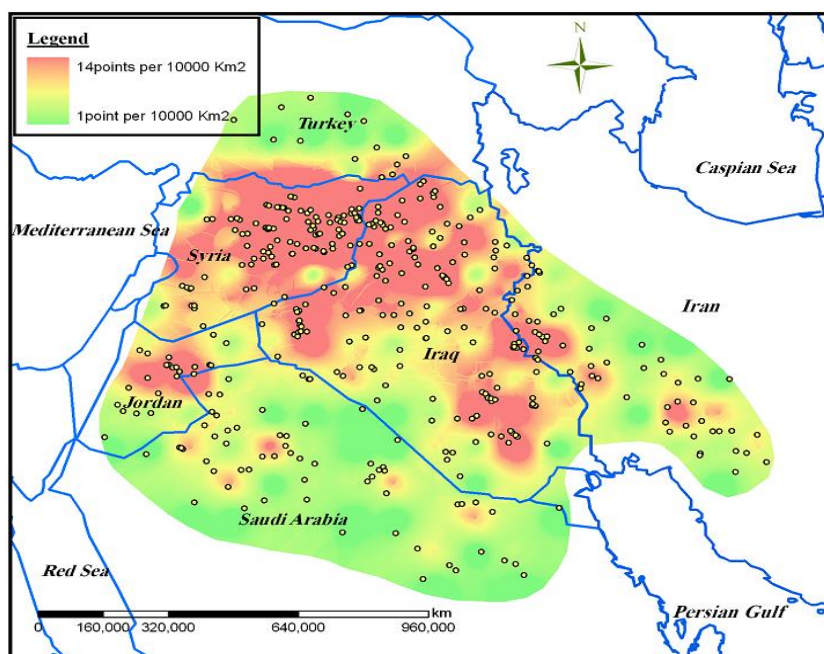 Legend
14points per 10000 Km2
1point per 10000 Km2
N
Turkey
Caspian Sea
Mediterranean Sea
Syria
Iran
Iraq
Jordan
Saudi Arabia
Red Sea
Persian Gulf
km
0 160,000 320,000 640,000 960,000